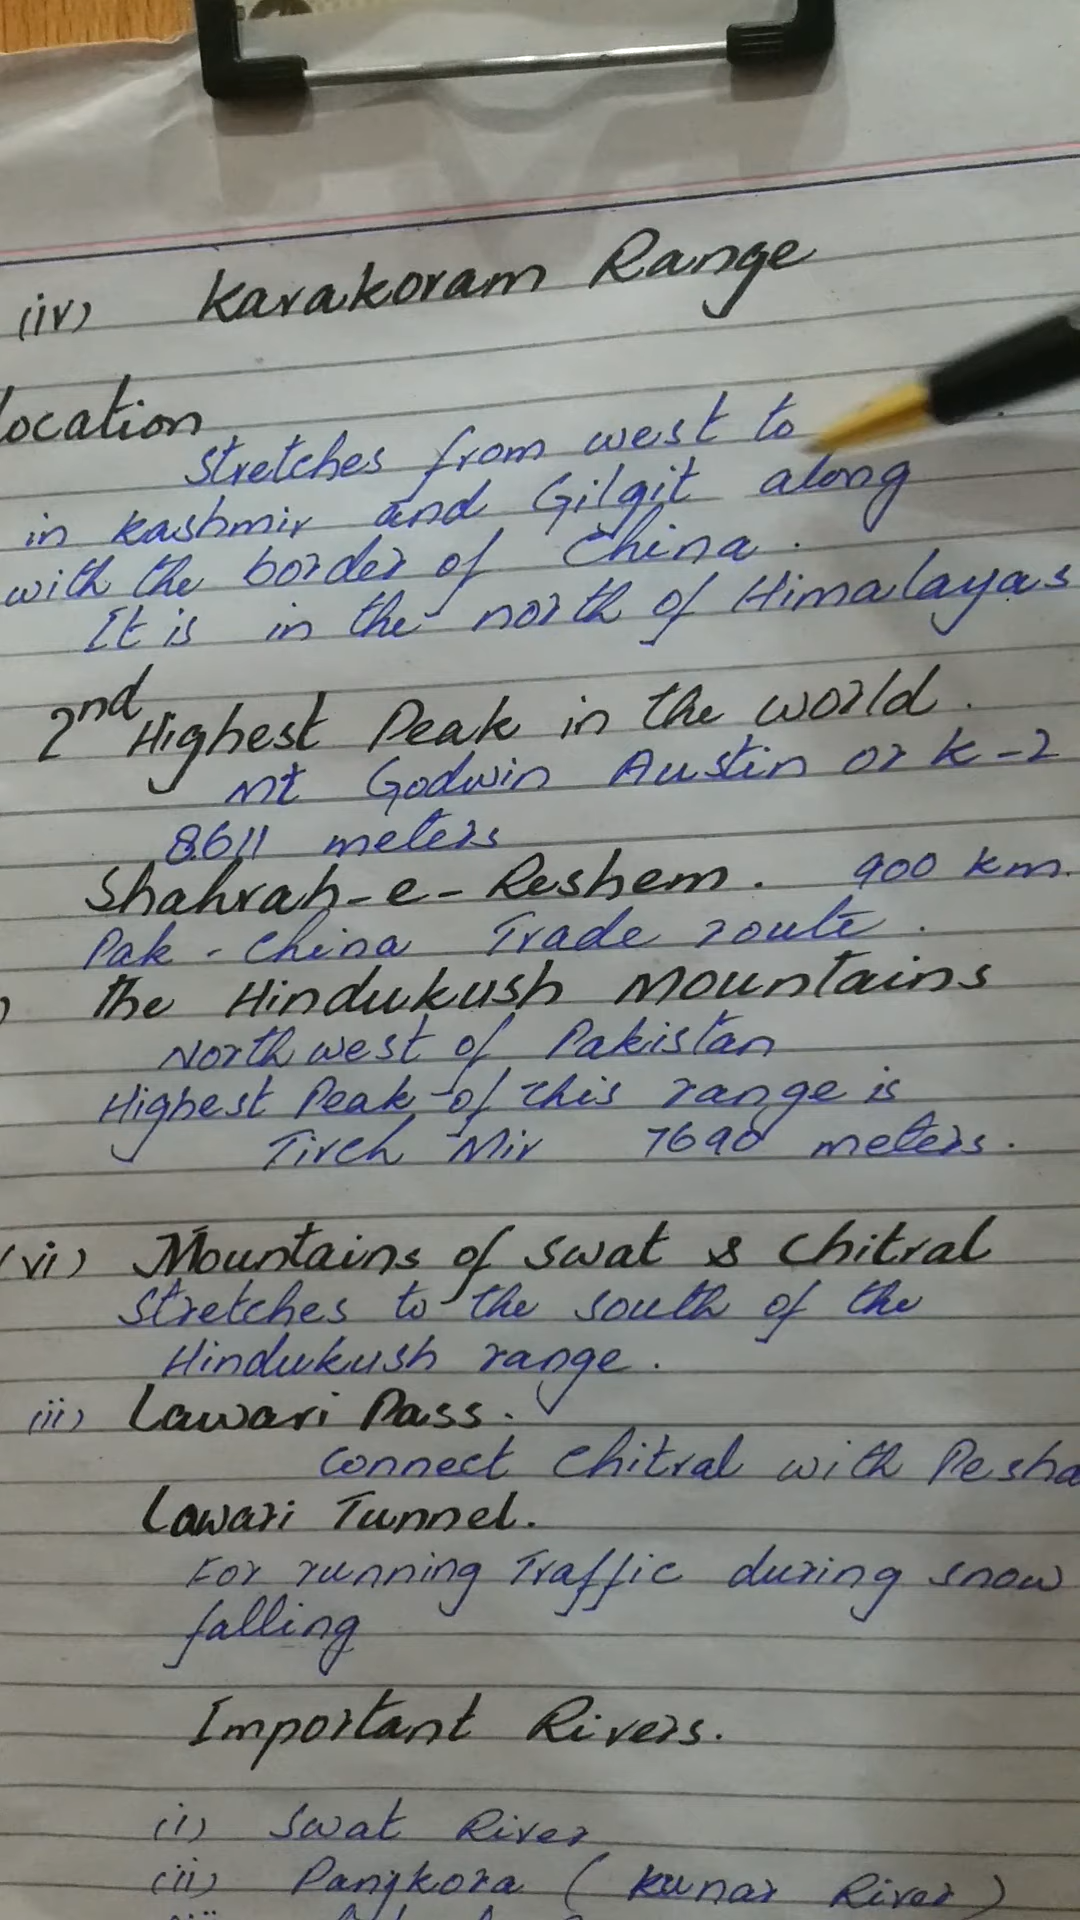 (iv) Karakoram Range
Location
Stretches from west to
in Kashmir and Gilgit along
with the border of China.
It is in the north of Himalayas
2nd Highest Peak in the world.
Mt Godwin Austin or K-2
8611 meters
Shahrah-e-Reshem. 900 km.
Pak-China Trade route.
) The Hindukush Mountains
North west of Pakistan
Highest Peak of this range is
Tirch Mir 7690 meters.
(vi) Mountains of Swat & Chitral
Stretches to the south of the
Hindukush range.
(ii) Lawari Pass.
Connect Chitral with Pesha
Lawari Tunnel.
For running Traffic during snow
falling
Important Rivers.
(i) Swat River
(ii) Pangkora (Kunar River)